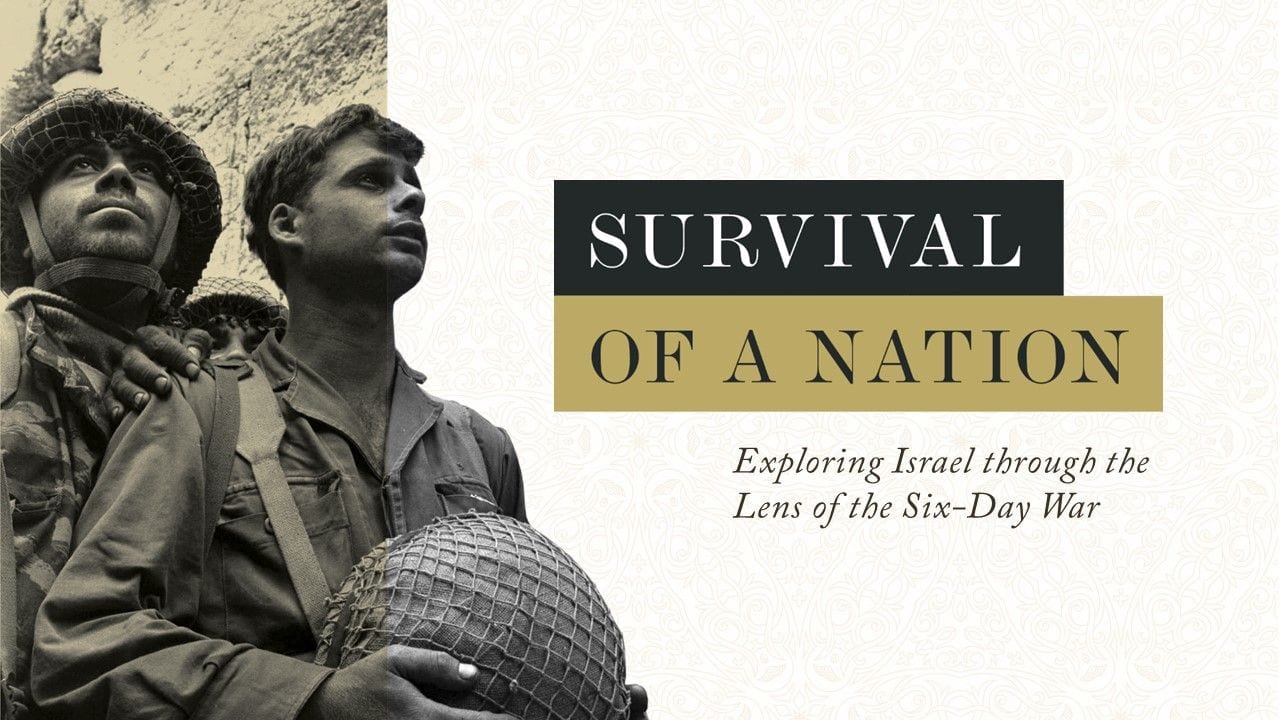 SURVIVAL
OF A NATION
Exploring Israel through the
Lens of the Six-Day War